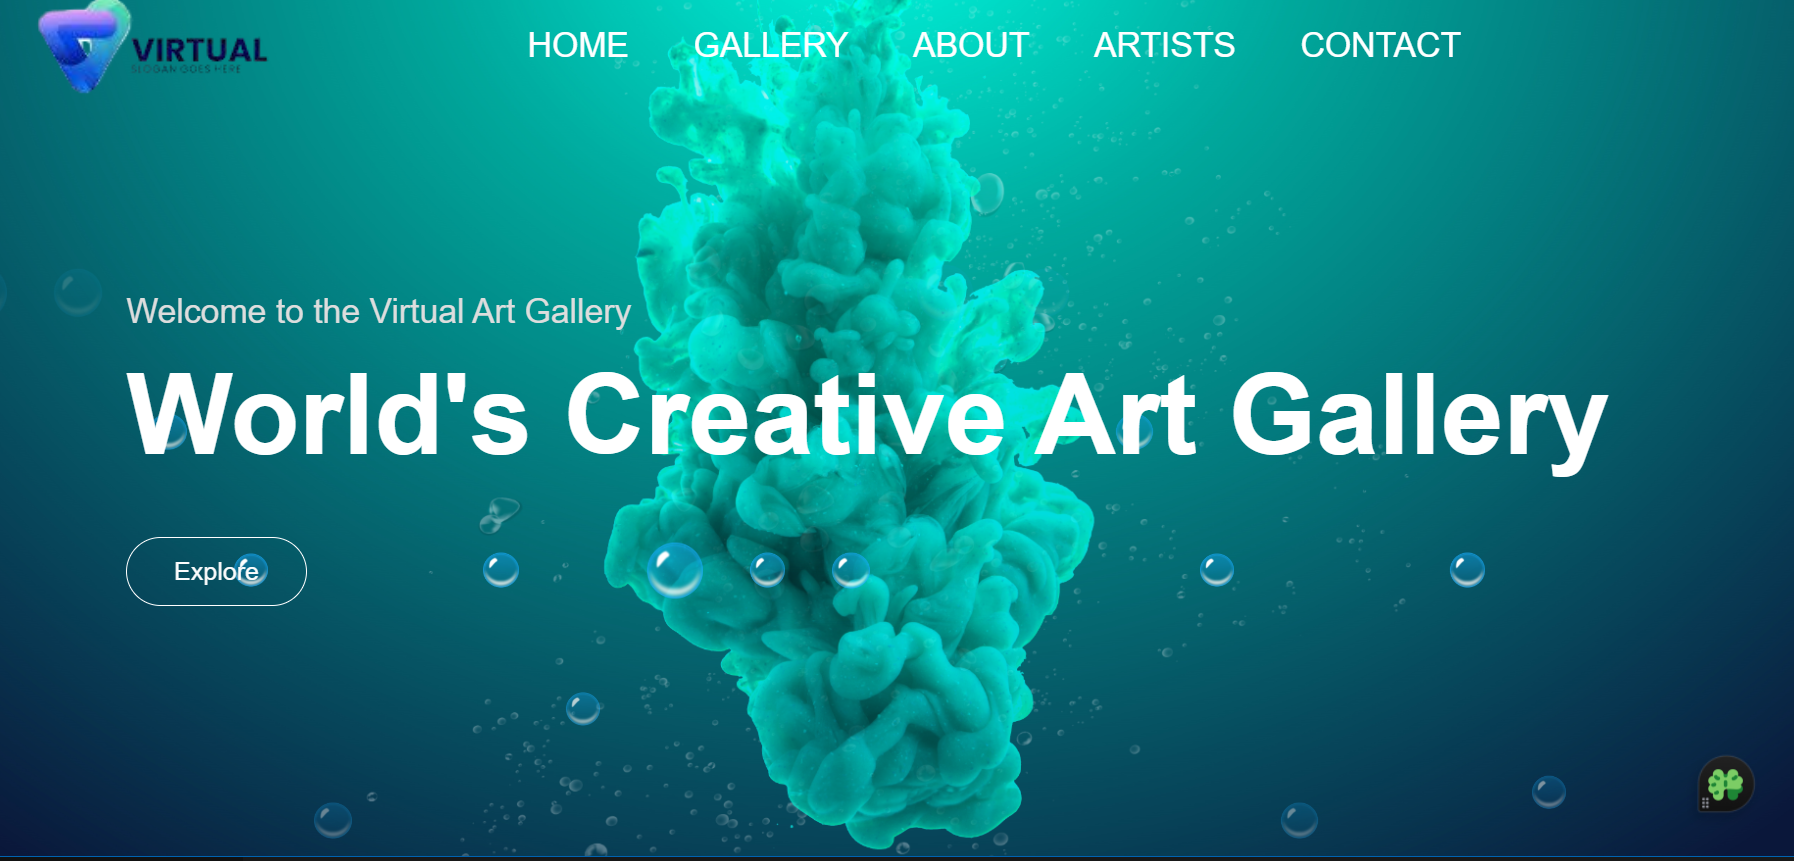 VIRTUAL
SLOGAN GOES HERE
HOME GALLERY ABOUT ARTISTS CONTACT
Welcome to the Virtual Art Gallery
World's Creative Art Gallery
Explore